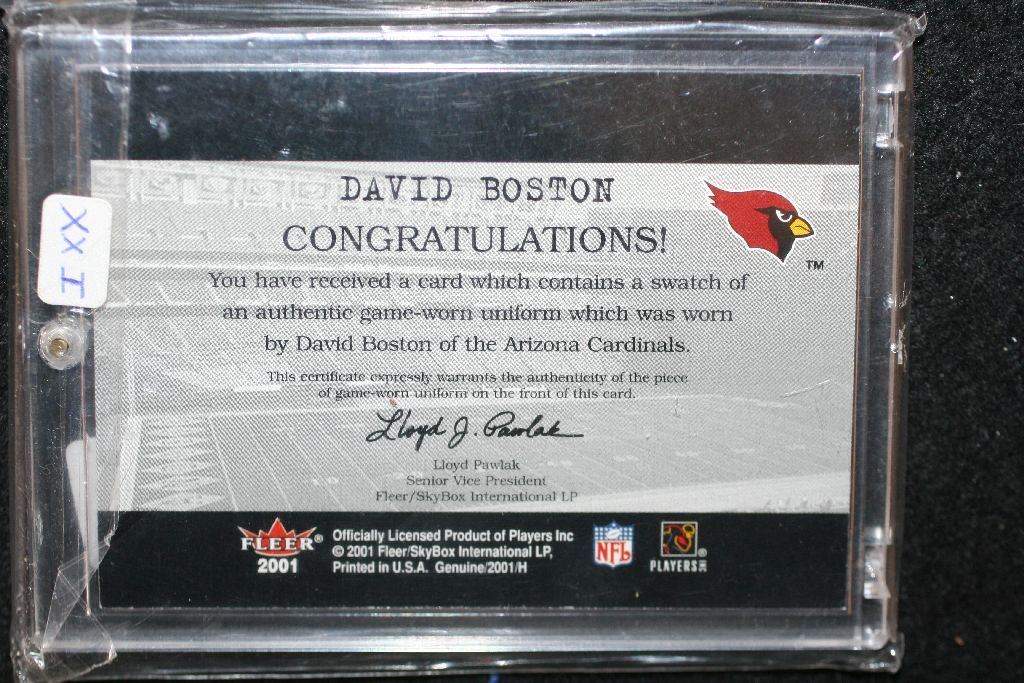 DAVID BOSTON
CONGRATULATIONS!
TM
You have received a card which contains a swatch of
an authentic game-worn uniform which was worn
by David Boston of the Arizona Cardinals.
This certificate expressly warrants the authenticity of the piece
of game-worn uniform on the front of this card.
Lloyd J. Pawlak
Lloyd Pawlak
Senior Vice President
Fleer/SkyBox International LP
FLEER®
2001
Officially Licensed Product of Players Inc
© 2001 Fleer/SkyBox International LP,
Printed in U.S.A. Genuine/2001/H
NFL
PLAYERS INC ®
XX I